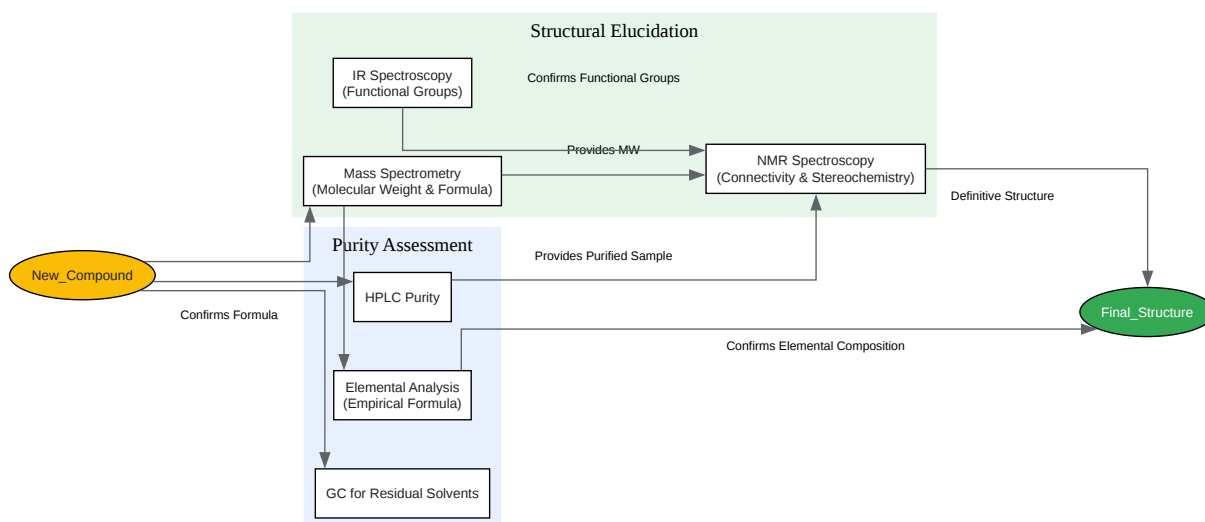 Structural Elucidation
IR Spectroscopy
(Functional Groups)
Confirms Functional Groups
Provides MW
Mass Spectrometry
(Molecular Weight & Formula)
NMR Spectroscopy
(Connectivity & Stereochemistry)
Definitive Structure
Purity Assessment
New_Compound
Provides Purified Sample
HPLC Purity
Confirms Formula
Final_Structure
Confirms Elemental Composition
Elemental Analysis
(Empirical Formula)
GC for Residual Solvents